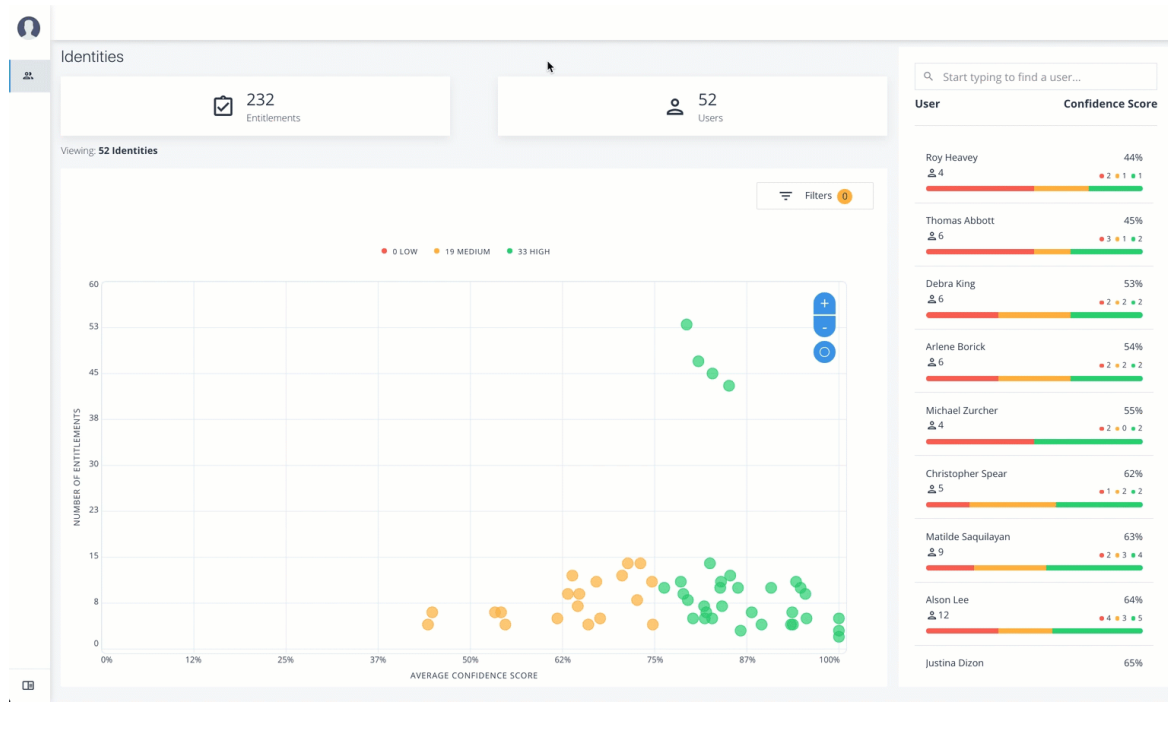 Identities
232
Entitlements
52
Users
Viewing: 52 Identities
Filters 0
0 LOW 19 MEDIUM 33 HIGH
60
53
45
38
30
23
15
8
0
NUMBER OF ENTITLEMENTS
0% 12% 25% 37% 50% 62% 75% 87% 100%
AVERAGE CONFIDENCE SCORE
+
-
Start typing to find a user...
User Confidence Score
Roy Heavey 44%
4 2 1 1
Thomas Abbott 45%
6 3 1 2
Debra King 53%
6 2 2 2
Arlene Borick 54%
6 2 2 2
Michael Zurcher 55%
4 2 0 2
Christopher Spear 62%
5 1 2 2
Matilde Saquilayan 63%
9 2 3 4
Alson Lee 64%
12 4 3 5
Justina Dizon 65%